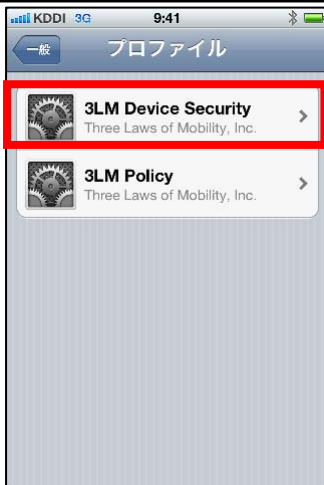 KDDI 3G 9:41
一般 プロファイル
3LM Device Security
Three Laws of Mobility, Inc.
3LM Policy
Three Laws of Mobility, Inc.